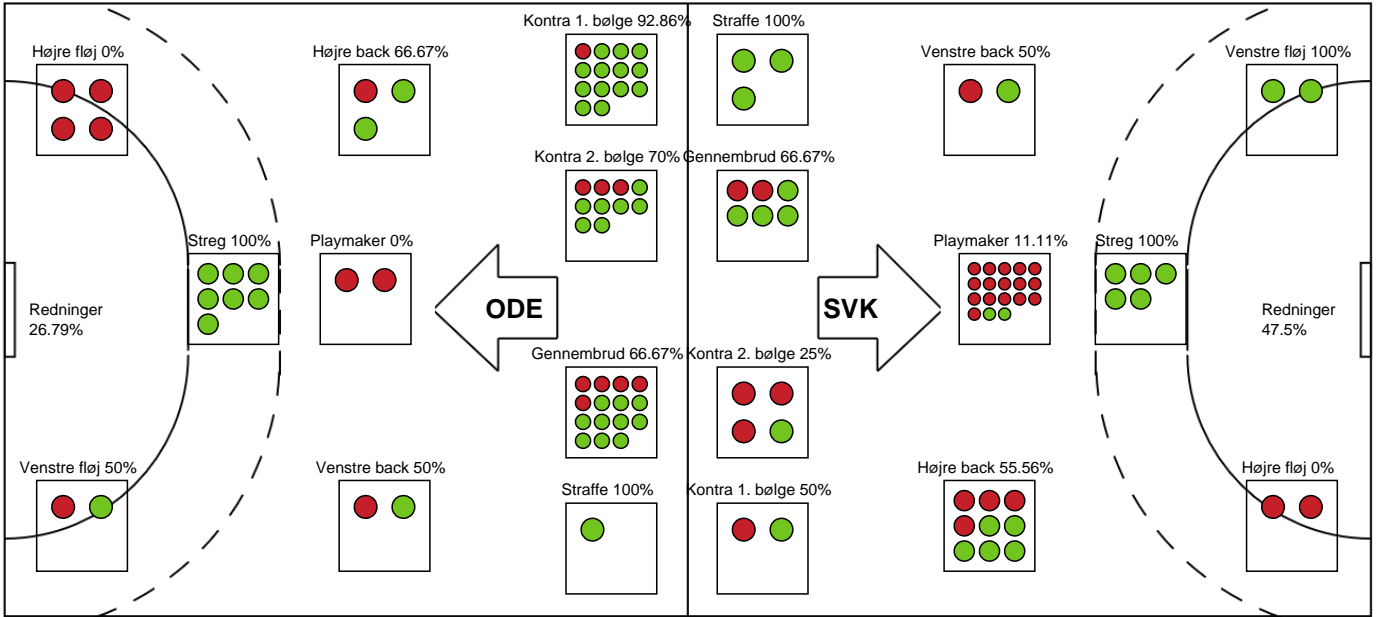 Kontra 1. bølge 92.86%
Straffe 100%
Højre fløj 0%
Højre back 66.67%
Venstre back 50%
Venstre fløj 100%
Kontra 2. bølge 70%
Gennembrud 66.67%
Streg 100%
Playmaker 0%
Playmaker 11.11%
Streg 100%
Redninger
26.79%
ODE
SVK
Redninger
47.5%
Gennembrud 66.67%
Kontra 2. bølge 25%
Venstre fløj 50%
Venstre back 50%
Straffe 100%
Kontra 1. bølge 50%
Højre back 55.56%
Højre fløj 0%